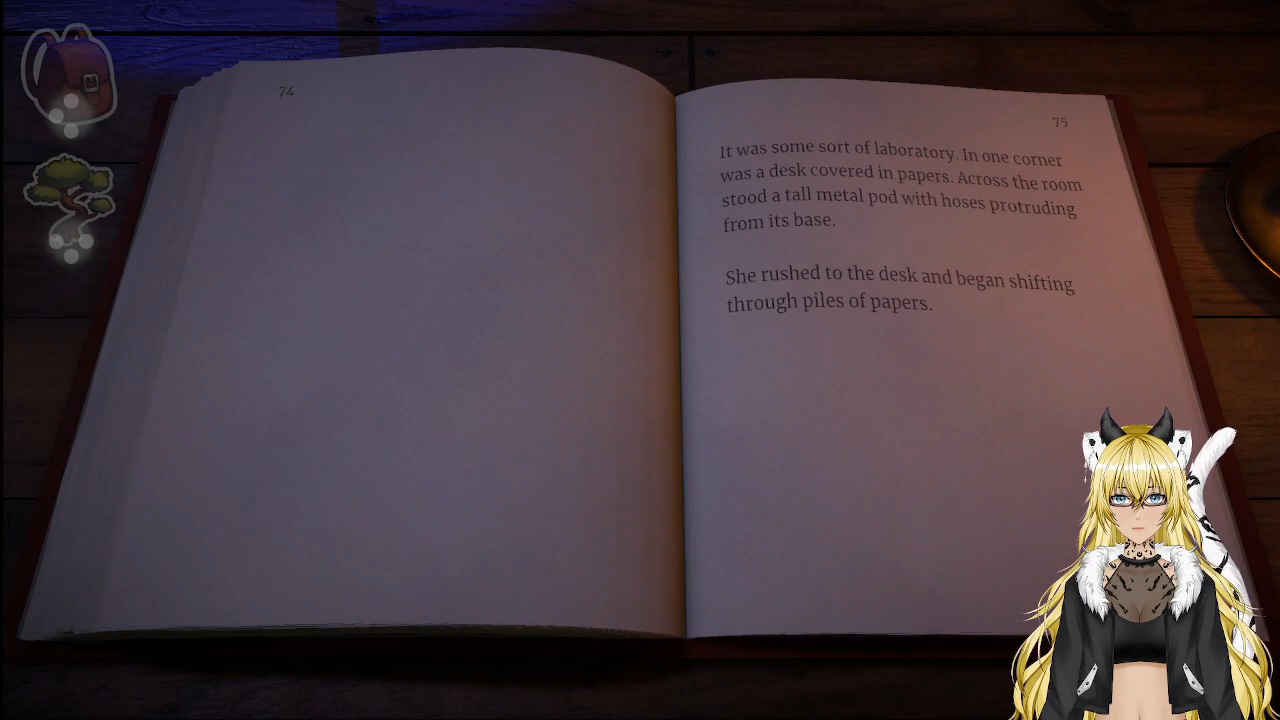 74
75
It was some sort of laboratory. In one corner
was a desk covered in papers. Across the room
stood a tall metal pod with hoses protruding
from its base.
She rushed to the desk and began shifting
through piles of papers.